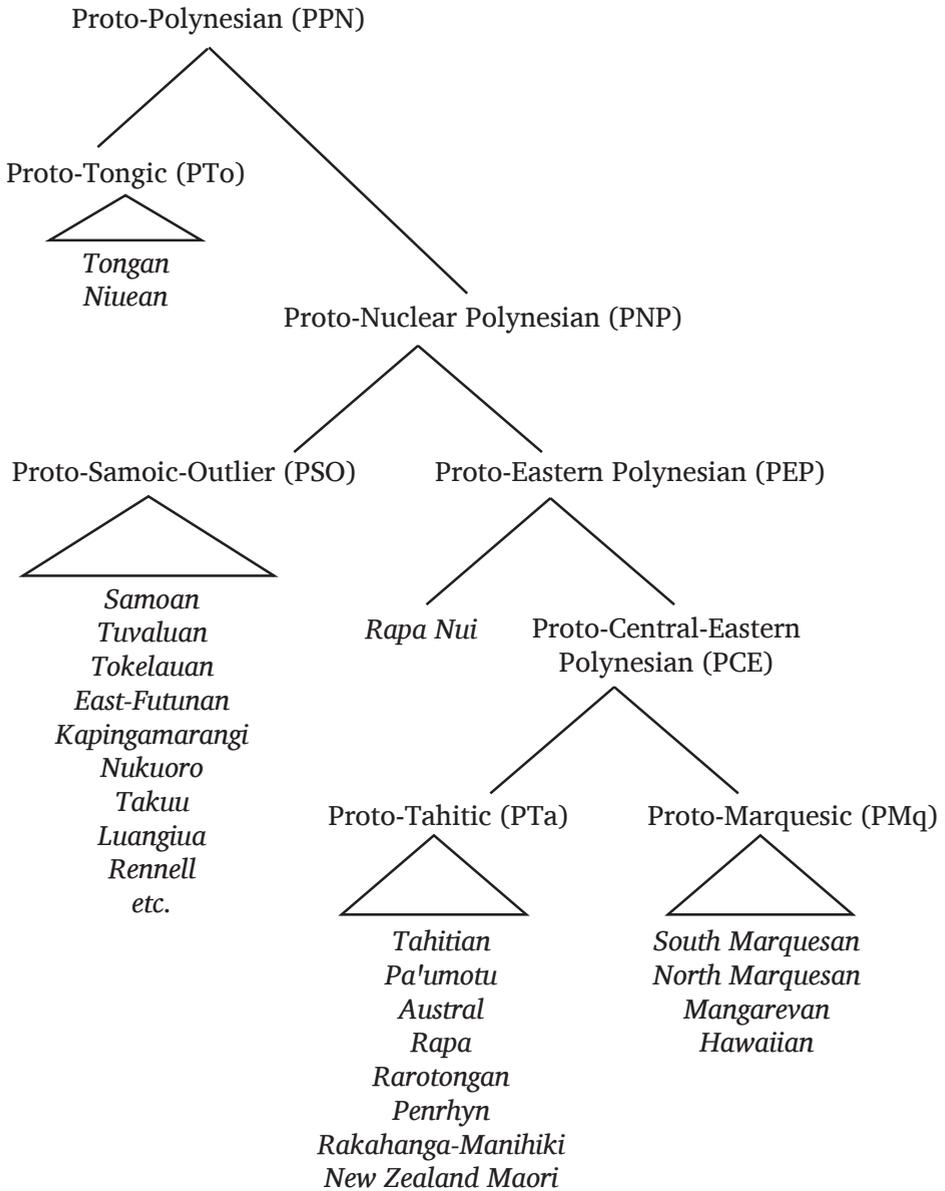 Proto-Polynesian (PPN)
Proto-Tongic (PTo)
Tongan
Niuean
Proto-Nuclear Polynesian (PNP)
Proto-Samoic-Outlier (PSO)
Proto-Eastern Polynesian (PEP)
Samoan
Tuvaluan
Tokelauan
East-Futunan
Kapingamarangi
Nukuoro
Takuu
Luangiua
Rennell
etc.
Rapa Nui
Proto-Central-Eastern
Polynesian (PCE)
Proto-Tahitic (PTa)
Tahitian
Pa'umotu
Austral
Rapa
Rarotongan
Penrhyn
Rakahanga-Manihiki
New Zealand Maori
Proto-Marquesic (PMq)
South Marquesan
North Marquesan
Mangarevan
Hawaiian